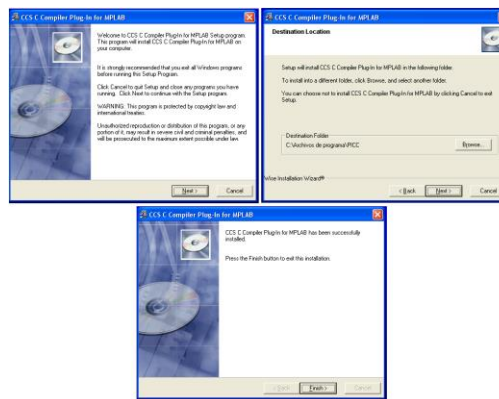 CCS C Compiler Plug-In for MPLAB
Welcome to CCS C Compiler Plug-In for MPLAB Setup program.
This program will install CCS C Compiler Plug-In for MPLAB on
your computer.
It is strongly recommended that you exit all Windows programs
before running this Setup Program.
Click Cancel to quit Setup and close any programs you have
running. Click Next to continue with the Setup program.
WARNING: This program is protected by copyright law and
international treaties.
Unauthorized reproduction or distribution of this program, or any
portion of it, may result in severe civil and criminal penalties, and
will be prosecuted to the maximum extent possible under law.
Next >
Cancel
CCS C Compiler Plug-In for MPLAB
Destination Location
Setup will install CCS C Compiler Plug-In for MPLAB in the following folder.
To install into a different folder, click Browse, and select another folder.
You can choose not to install CCS C Compiler Plug-In for MPLAB by clicking Cancel to exit
Setup.
Destination Folder
C:\Archivos de programa\PICC
Browse...
Wise Installation Wizard®
< Back
Next >
Cancel
CCS C Compiler Plug-In for MPLAB
CCS C Compiler Plug-In for MPLAB has been successfully
installed.
Press the Finish button to exit this installation.
< Back
Finish >
Cancel